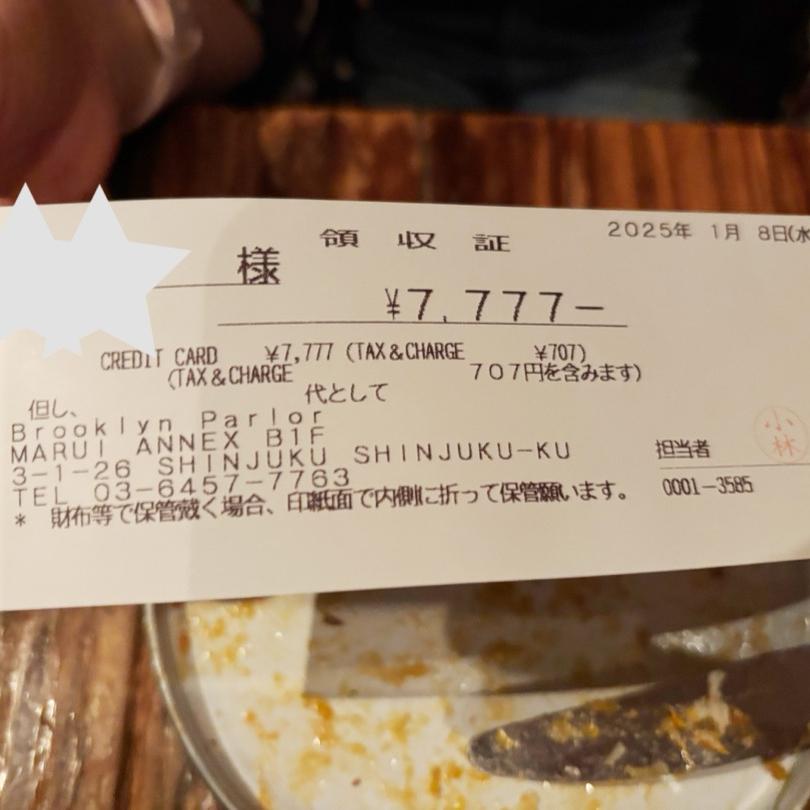 領収証
2025年 1月 8日(水
様
¥7,777−
CREDIT CARD ¥7,777 (TAX&CHARGE ¥707)
(TAX&CHARGE 707円を含みます)
代として
但し、
Brooklyn Parlor
MARUI ANNEX B1F
3-1-26 SHINJUKU SHINJUKU-KU
TEL 03-6457-7763
* 財布等で保管戴く場合、印紙面で内側に折って保管願います。
小林
担当者
0001-3585